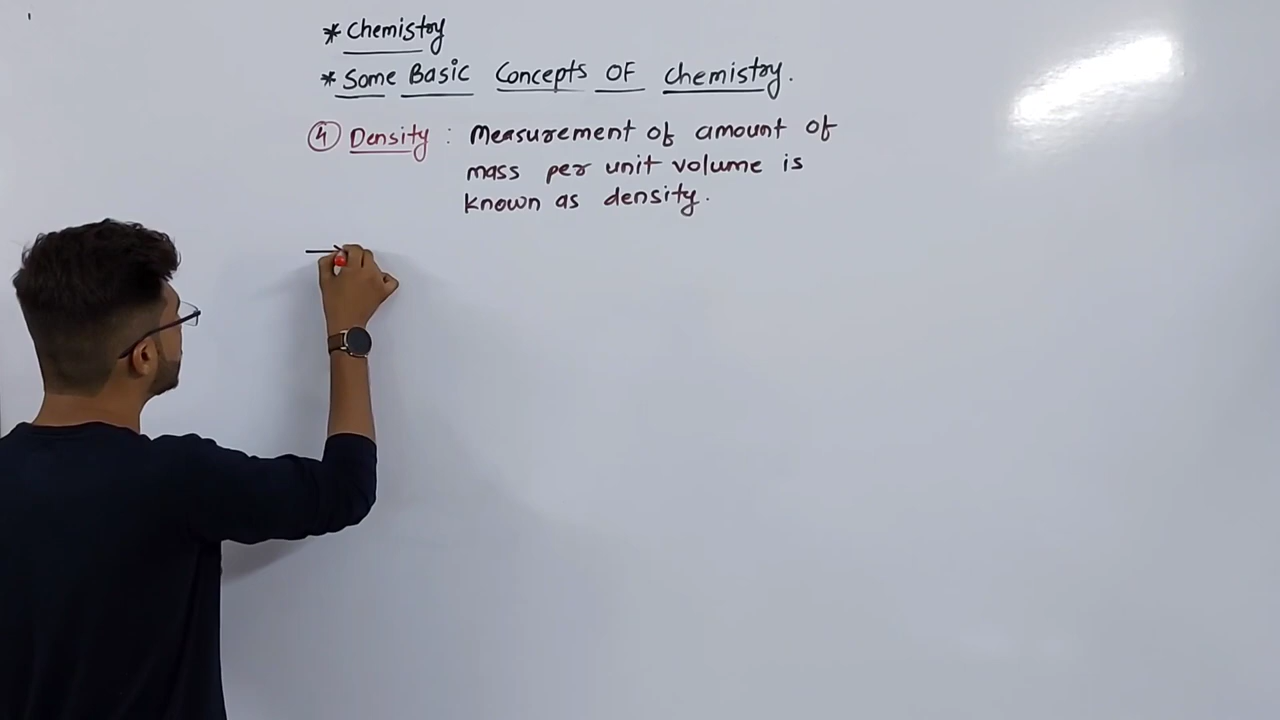 * Chemistry
* Some Basic Concepts OF Chemistry.
④ Density : Measurement of amount of
mass per unit volume is
known as density.